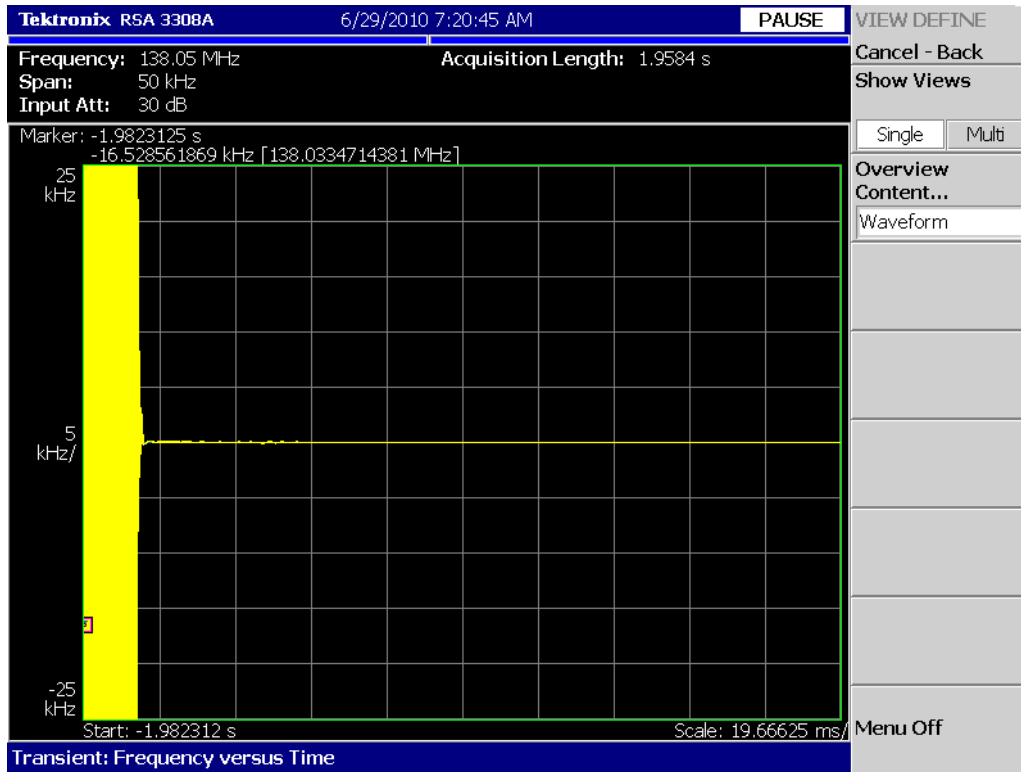 Tektronix RSA 3308A 6/29/2010 7:20:45 AM PAUSE
Frequency: 138.05 MHz Acquisition Length: 1.9584 s
Span: 50 kHz
Input Att: 30 dB
Marker: -1.9823125 s
-16.528561869 kHz [138.0334714381 MHz]
25
kHz
5
kHz/
-25
kHz
Start: -1.982312 s Scale: 19.66625 ms/
Transient: Frequency versus Time
VIEW DEFINE
Cancel - Back
Show Views
Single Multi
Overview
Content...
Waveform
Menu Off